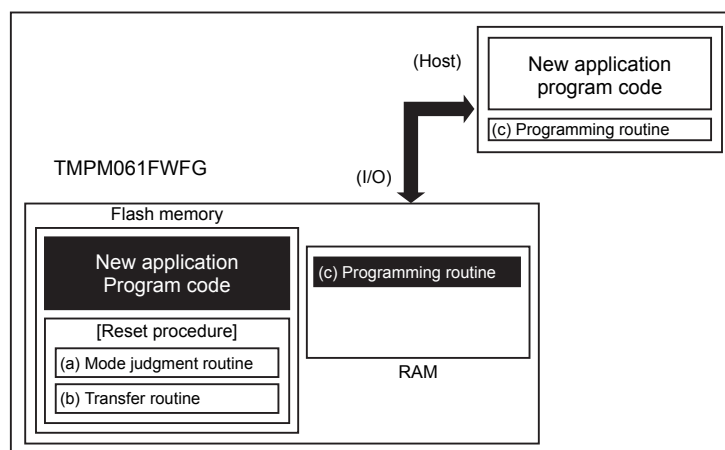 (Host)
New application
program code
(c) Programming routine
TMPM061FWFG
(I/O)
Flash memory
New application
Program code
[Reset procedure]
(a) Mode judgment routine
(b) Transfer routine
(c) Programming routine
RAM